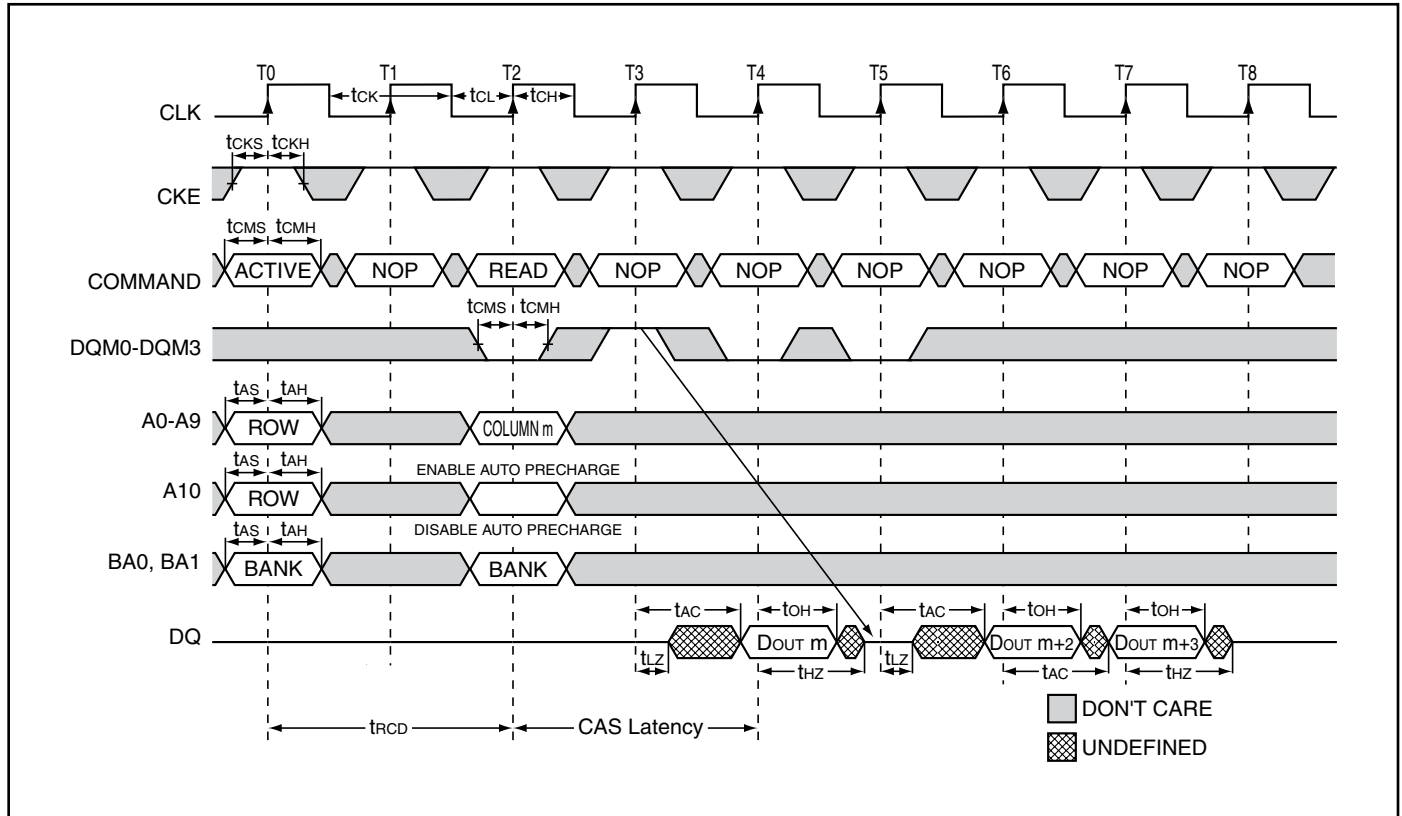 T0 T1 T2 T3 T4 T5 T6 T7 T8
CLK tCK tCL tCH
tCKS tCKH
CKE
tCMS tCMH
COMMAND ACTIVE NOP READ NOP NOP NOP NOP NOP NOP
tCMS tCMH
DQM0-DQM3
tAS tAH
A0-A9 ROW COLUMN m
tAS tAH ENABLE AUTO PRECHARGE
A10 ROW
tAS tAH DISABLE AUTO PRECHARGE
BA0, BA1 BANK BANK
tAC tOH tAC tOH tOH
DQ DOUT m DOUT m+2 DOUT m+3
tLZ tHZ tLZ tAC tHZ
tRCD CAS Latency
DON'T CARE
UNDEFINED